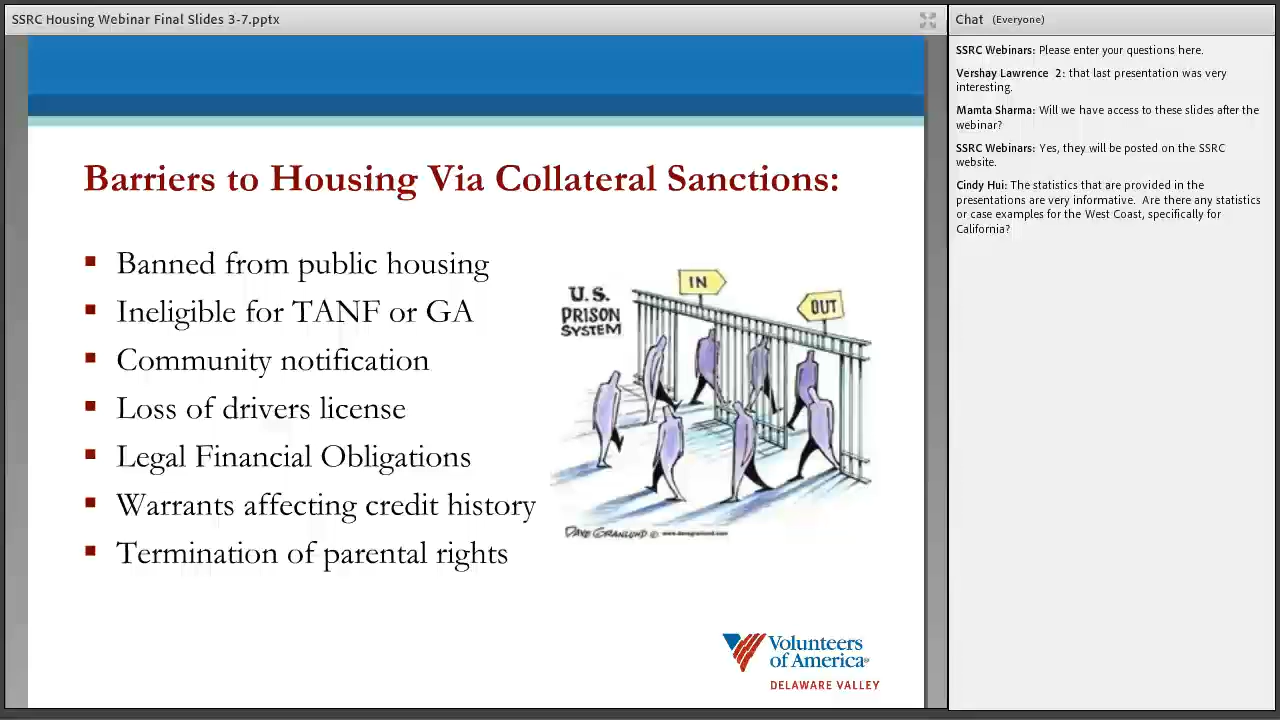 SSRC Housing Webinar Final Slides 3-7.pptx
Barriers to Housing Via Collateral Sanctions:
Banned from public housing
Ineligible for TANF or GA
Community notification
Loss of drivers license
Legal Financial Obligations
Warrants affecting credit history
Termination of parental rights
U.S.
PRISON
SYSTEM
IN
OUT
DAVE GRANLUND © www.davegranlund.com
Volunteers
of America®
DELAWARE VALLEY
Chat (Everyone)
SSRC Webinars: Please enter your questions here.
Vershay Lawrence 2: that last presentation was very
interesting.
Mamta Sharma: Will we have access to these slides after the
webinar?
SSRC Webinars: Yes, they will be posted on the SSRC
website.
Cindy Hui: The statistics that are provided in the
presentations are very informative. Are there any statistics
or case examples for the West Coast, specifically for
California?